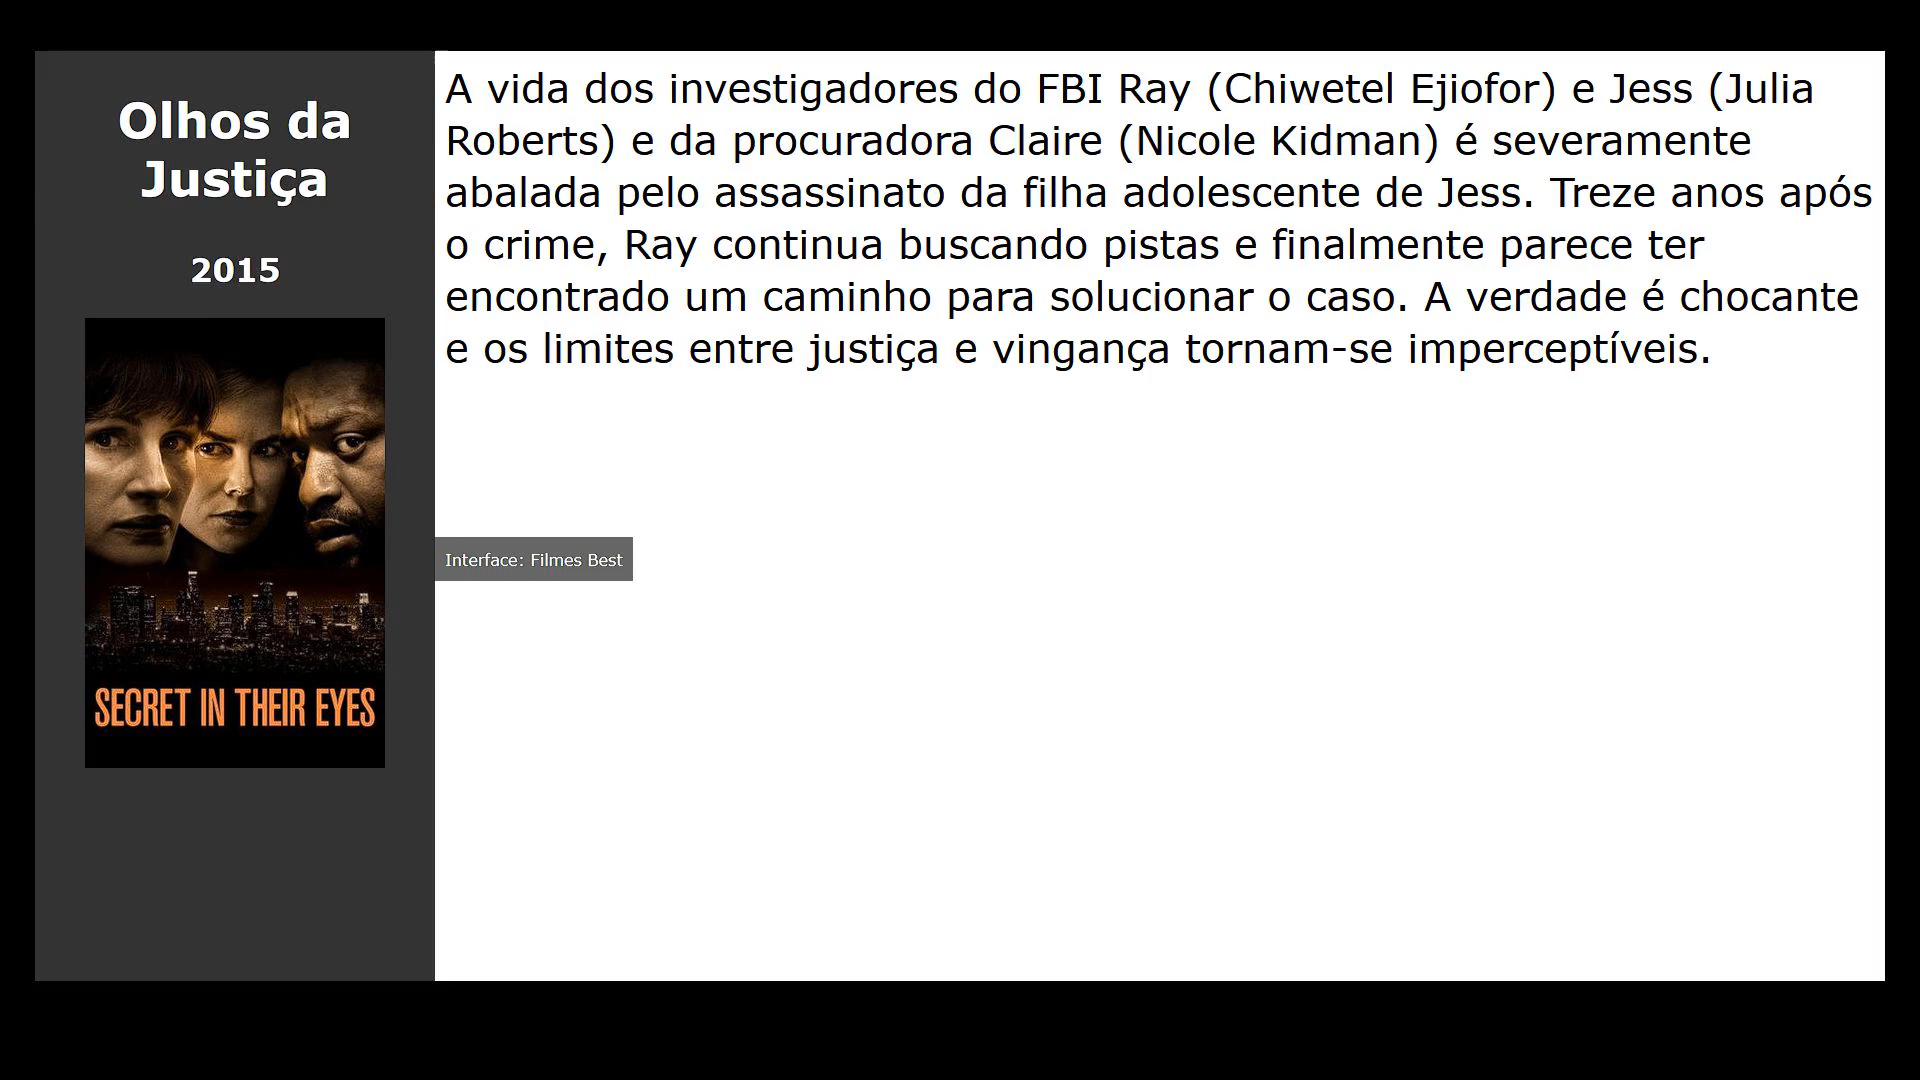 Olhos da
Justiça
2015
SECRET IN THEIR EYES
A vida dos investigadores do FBI Ray (Chiwetel Ejiofor) e Jess (Julia
Roberts) e da procuradora Claire (Nicole Kidman) é severamente
abalada pelo assassinato da filha adolescente de Jess. Treze anos após
o crime, Ray continua buscando pistas e finalmente parece ter
encontrado um caminho para solucionar o caso. A verdade é chocante
e os limites entre justiça e vingança tornam-se imperceptíveis.
Interface: Filmes Best